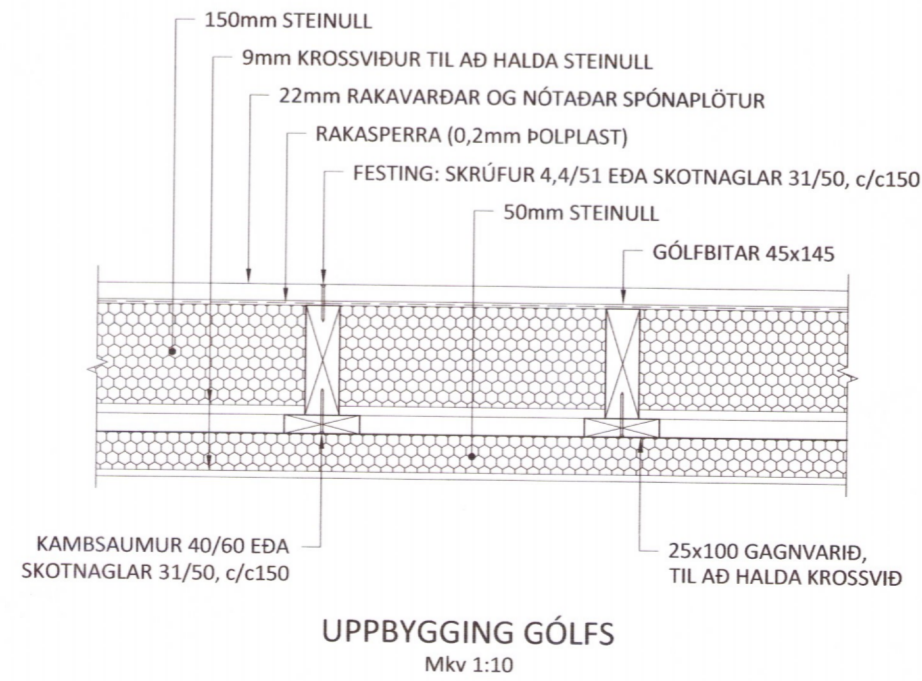 150mm STEINULL
9mm KROSSVIÐUR TIL AÐ HALDA STEINULL
22mm RAKAVARÐAR OG NÓTAÐAR SPÓNAPLÖTUR
RAKASPERRA (0,2mm ÞOLPLAST)
FESTING: SKRÚFUR 4,4/51 EÐA SKOTNAGLAR 31/50, c/c150
50mm STEINULL
GÓLFBITAR 45x145
KAMBSAUMUR 40/60 EÐA
SKOTNAGLAR 31/50, c/c150
25x100 GAGNVARIÐ,
TIL AÐ HALDA KROSSVIÐ
UPPBYGGING GÓLFS
Mkv 1:10